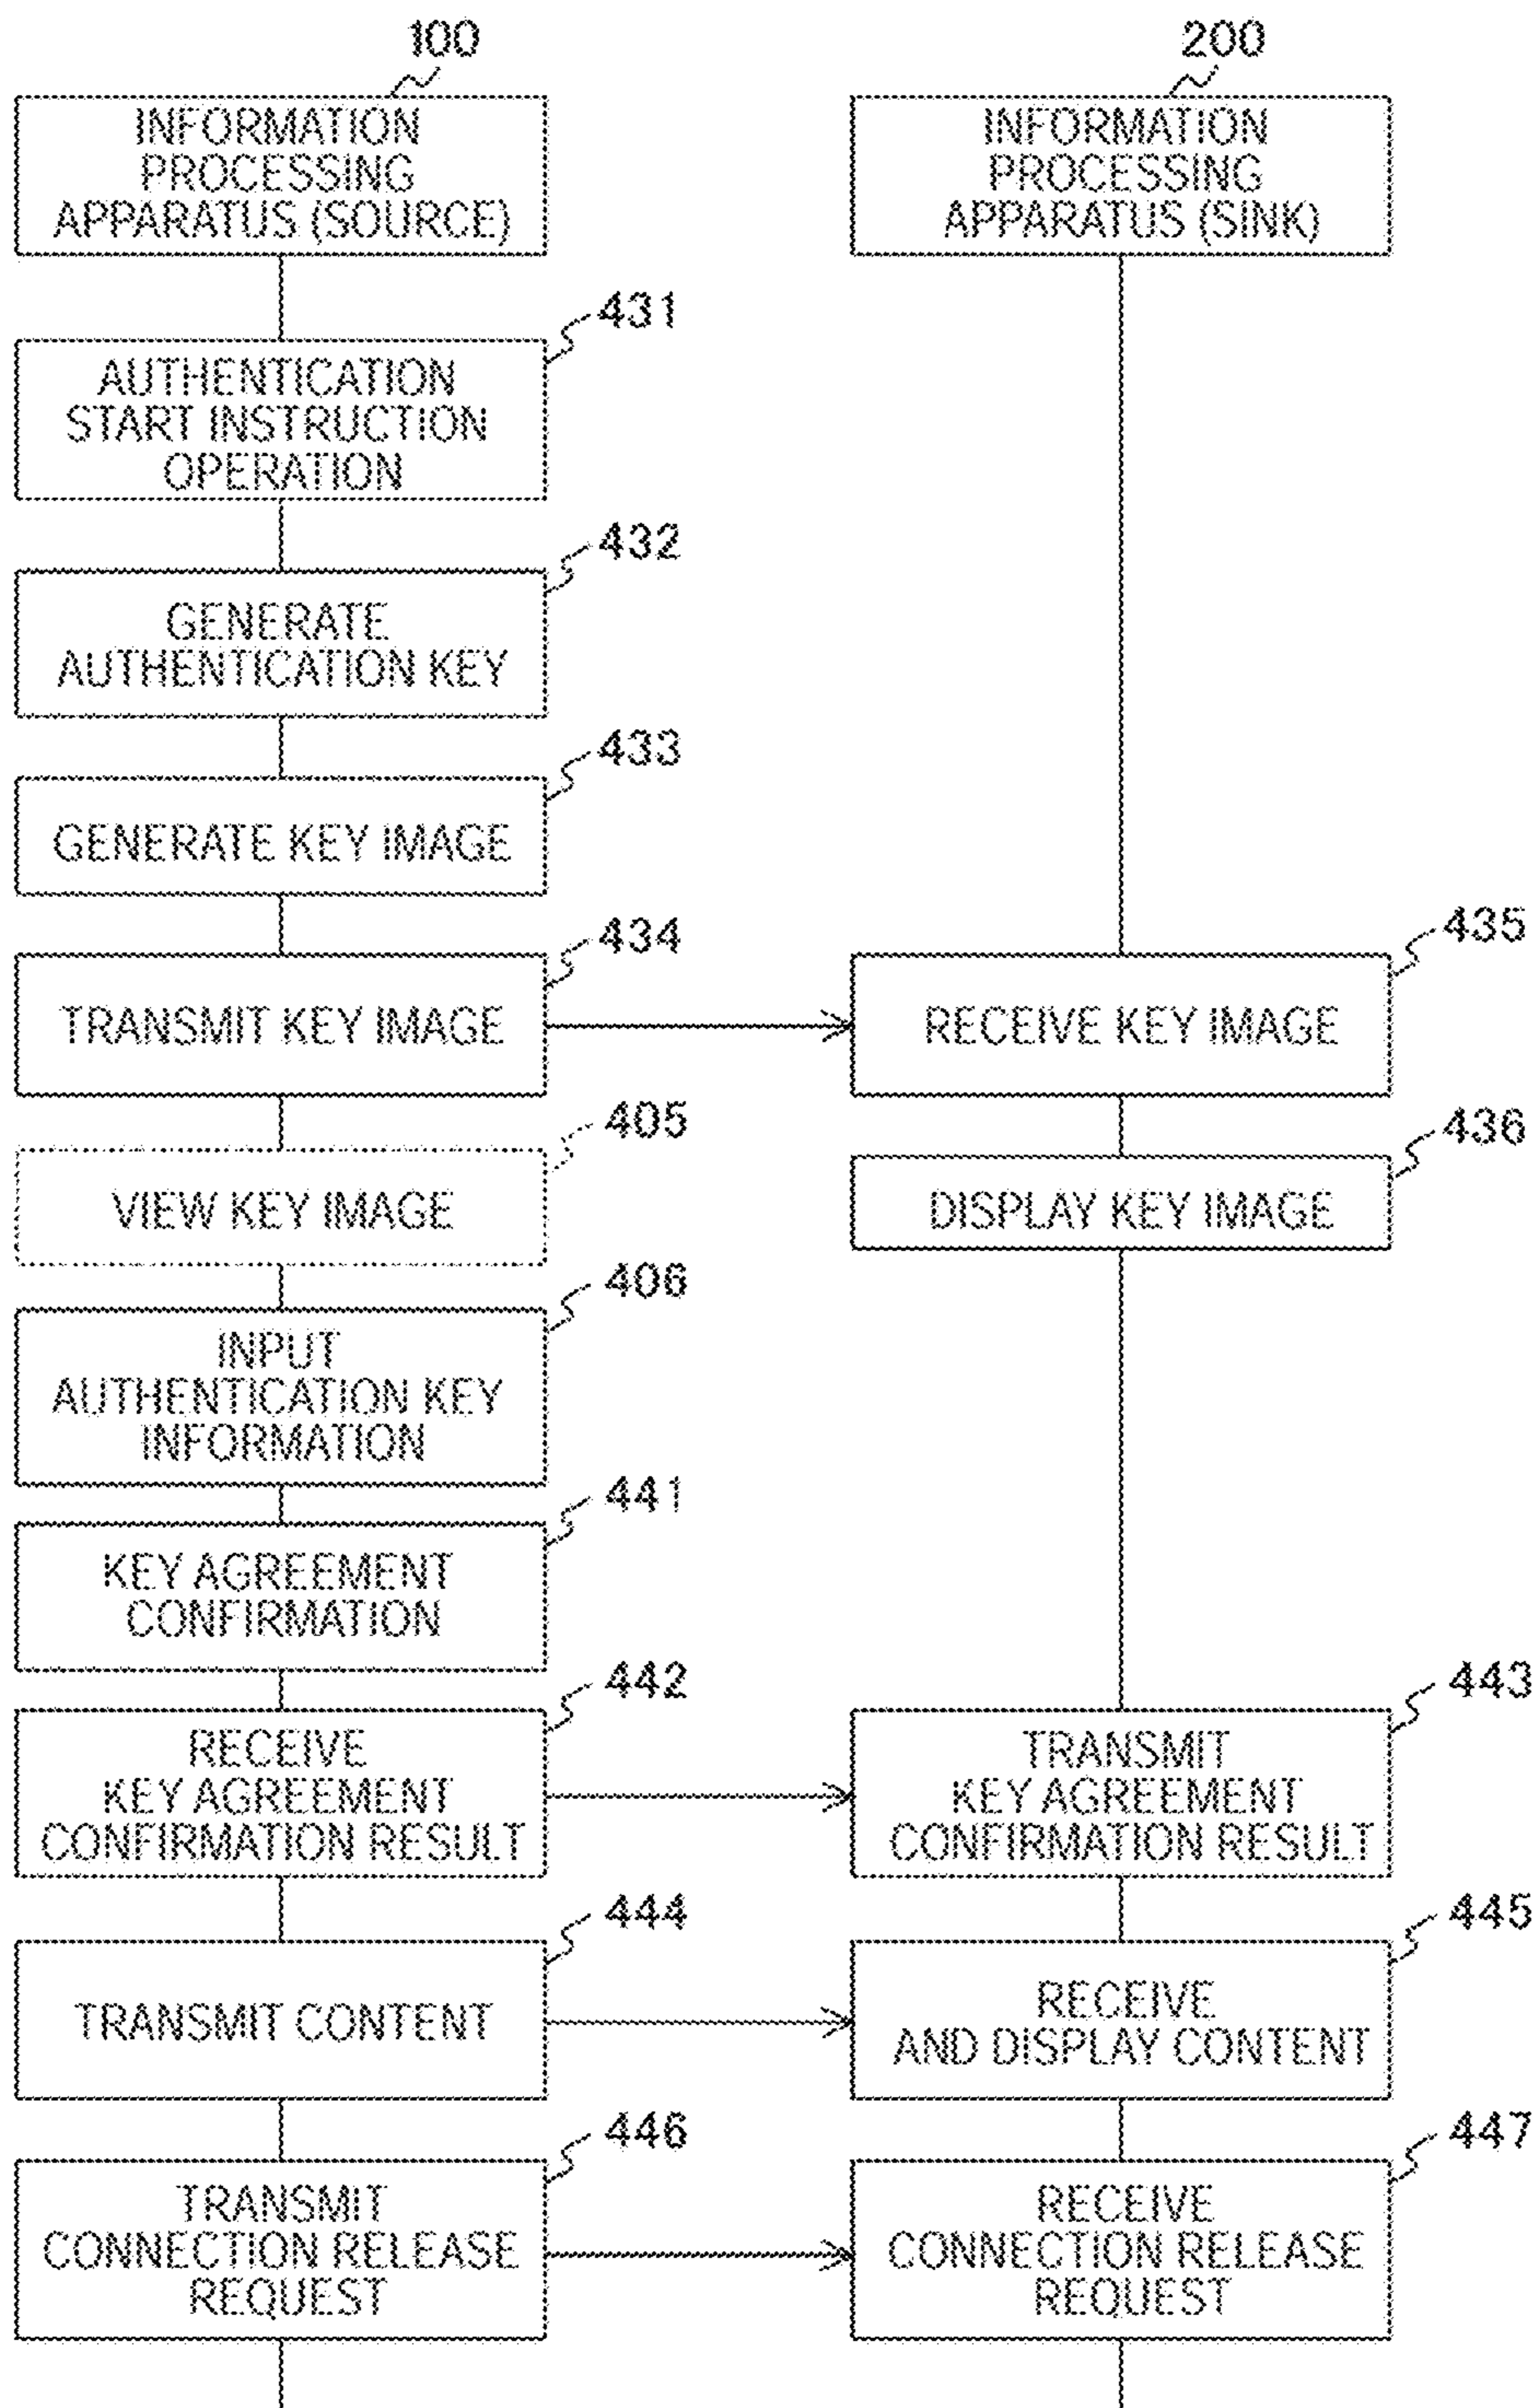 100
200
INFORMATION
PROCESSING
APPARATUS (SOURCE)
INFORMATION
PROCESSING
APPARATUS (SINK)
431
AUTHENTICATION
START INSTRUCTION
OPERATION
432
GENERATE
AUTHENTICATION KEY
433
GENERATE KEY IMAGE
434
TRANSMIT KEY IMAGE
435
RECEIVE KEY IMAGE
405
VIEW KEY IMAGE
436
DISPLAY KEY IMAGE
406
INPUT
AUTHENTICATION KEY
INFORMATION
441
KEY AGREEMENT
CONFIRMATION
442
RECEIVE
KEY AGREEMENT
CONFIRMATION RESULT
443
TRANSMIT
KEY AGREEMENT
CONFIRMATION RESULT
444
TRANSMIT CONTENT
445
RECEIVE
AND DISPLAY CONTENT
446
TRANSMIT
CONNECTION RELEASE
REQUEST
447
RECEIVE
CONNECTION RELEASE
REQUEST